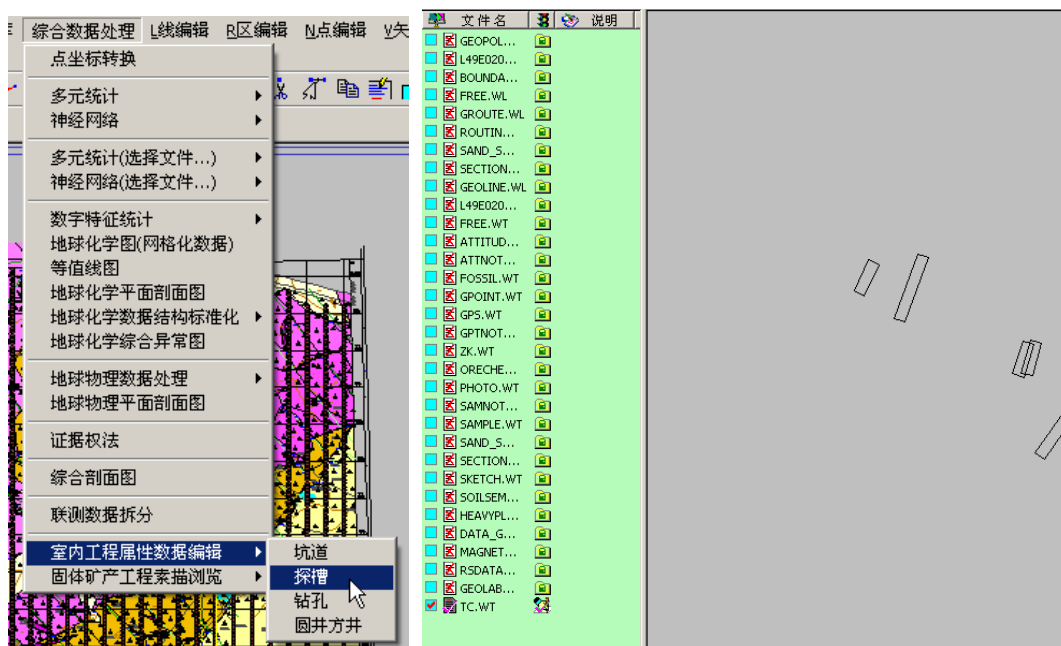 综合数据处理 L线编辑 R区编辑 N点编辑 V矢
点坐标转换
多元统计
神经网络
多元统计(选择文件...)
神经网络(选择文件...)
数字特征统计
地球化学图(网格化数据)
等值线图
地球化学平面剖面图
地球化学数据结构标准化
地球化学综合异常图
地球物理数据处理
地球物理平面剖面图
证据权法
综合剖面图
联测数据拆分
室内工程属性数据编辑
固体矿产工程素描浏览
坑道
探槽
钻孔
圆井方井
文件名 说明
GEOPOL...
L49E020...
BOUNDA...
FREE.WL
GROUTE.WL
ROUTIN...
SAND_S...
SECTION...
GEOLINE.WL
L49E020...
FREE.WT
ATTITUD...
ATTNOT...
FOSSIL.WT
GPOINT.WT
GPS.WT
GPTNOT...
ZK.WT
ORECHE...
PHOTO.WT
SAMNOT...
SAMPLE.WT
SAND_S...
SECTION...
SKETCH.WT
SOILSEM...
HEAVYPL...
DATA_G...
MAGNET...
RSDATA...
GEOLAB...
TC.WT